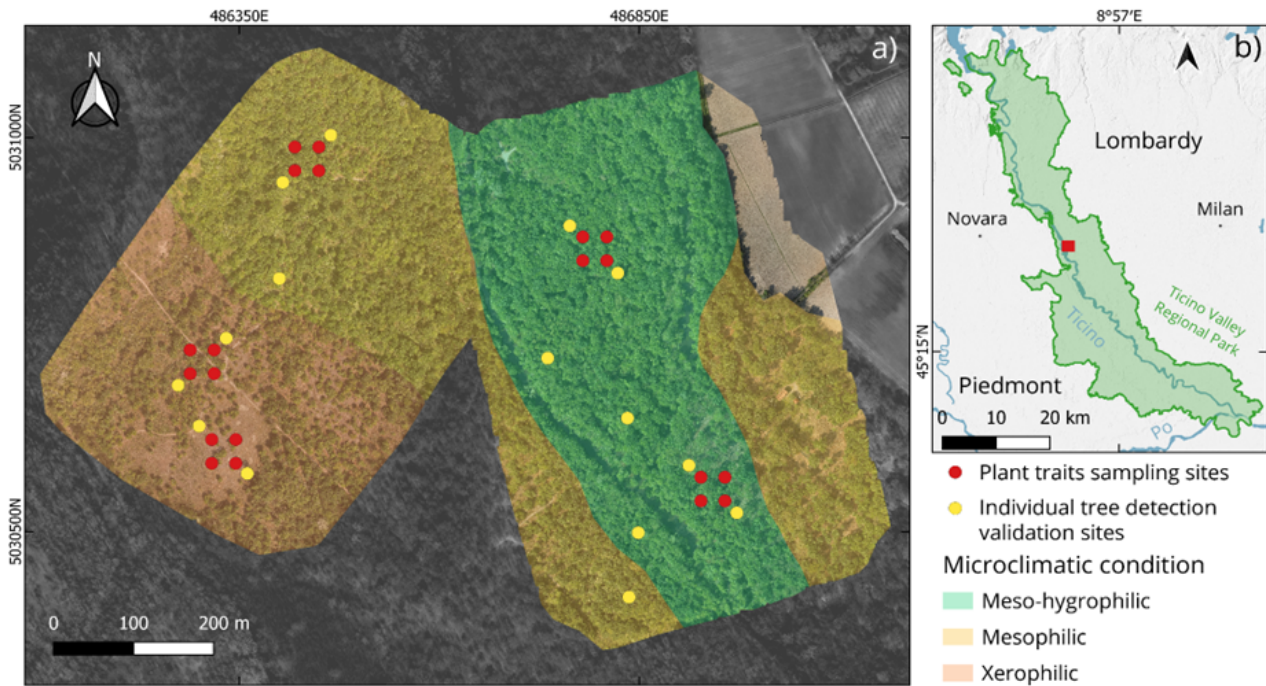 486350E
486850E
a)
N
5031000N
5030500N
0 100 200 m
8°57'E
b)
Lombardy
Novara
Milan
Ticino Valley
Regional Park
Ticino
45°15'N
Piedmont
0 10 20 km
Po
Plant traits sampling sites
Individual tree detection
validation sites
Microclimatic condition
Meso-hygrophilic
Mesophilic
Xerophilic